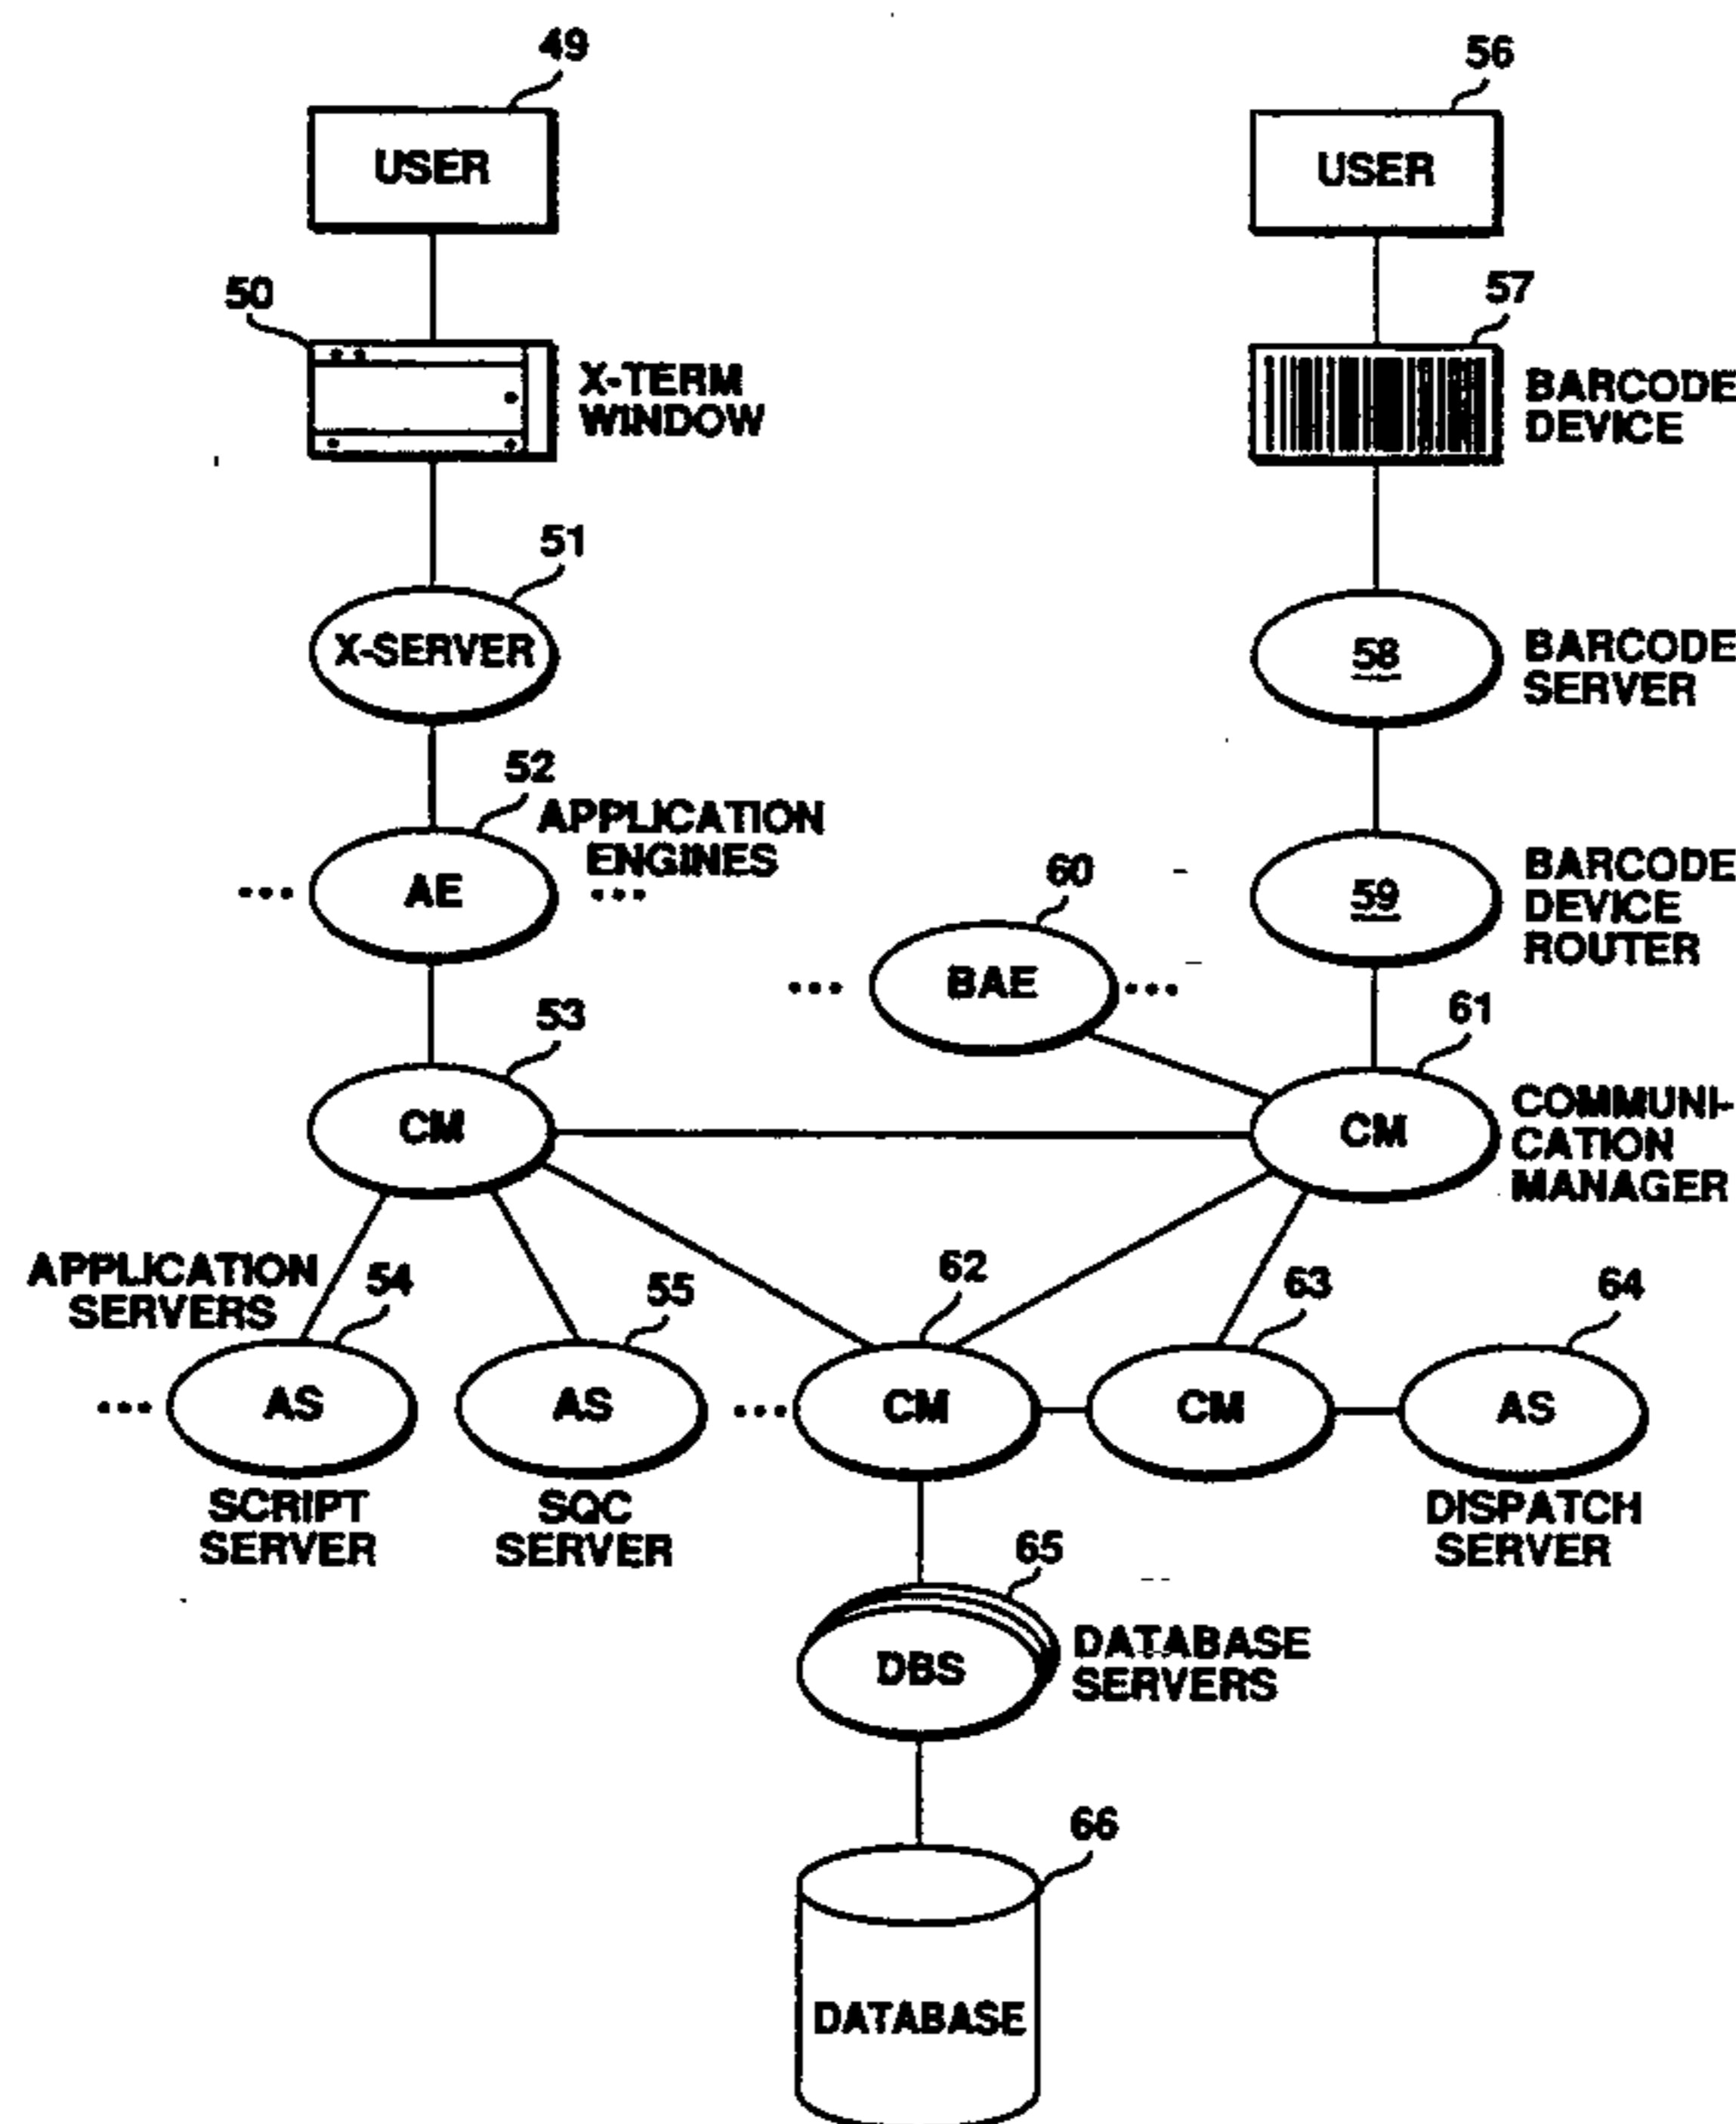 49
56
USER
USER
50
57
X-TERM
WINDOW
BARCODE
DEVICE
51
X-SERVER
58
BARCODE
SERVER
52
APPLICATION
ENGINES
AE
... ...
60
59
BARCODE
DEVICE
ROUTER
BAE
... ...
53
61
CM
CM
COMMUNI-
CATION
MANAGER
APPLICATION
SERVERS
54
55
62
63
64
...
AS
AS
...
CM
CM
AS
SCRIPT
SERVER
SQC
SERVER
DISPATCH
SERVER
65
DBS
DATABASE
SERVERS
66
DATABASE